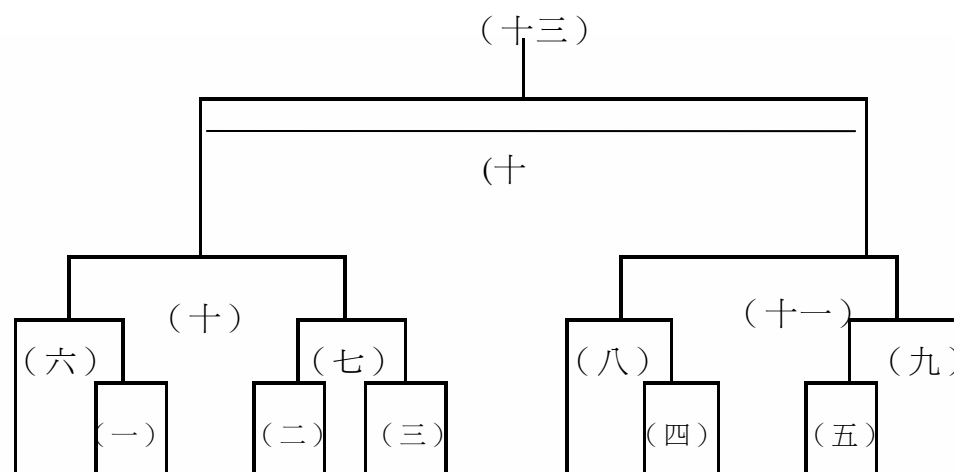 （十三）
(十
（十）
（十一）
（六）
（七）
（八）
（九）
（一）
（二）
（三）
（四）
（五）